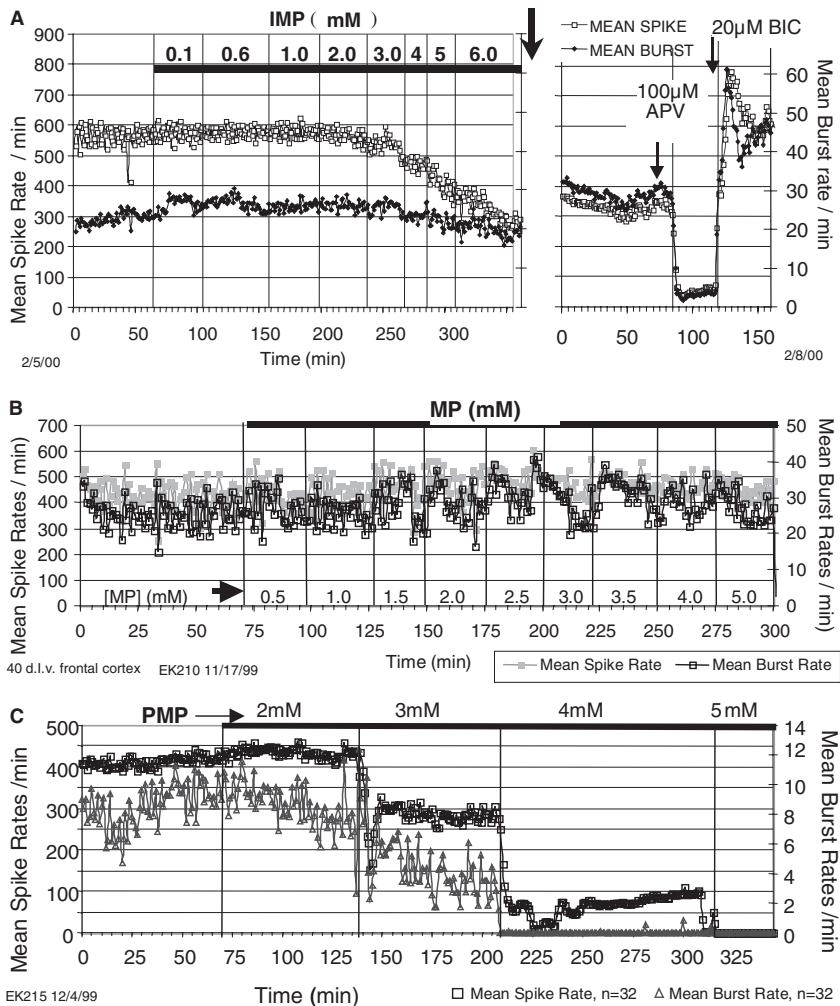 A
IMP ( mM)
0.1 0.6 1.0 2.0 3.0 4 5 6.0
Mean Spike Rate / min
900
800
700
600
500
400
300
200
100
0
0 50 100 150 200 250 300
Time (min)
2/5/00
MEAN SPIKE
MEAN BURST
20µM BIC
100µM
APV
60
50
40
30
20
10
0
Mean Burst rate / min
0 50 100 150
2/8/00
B
MP (mM)
Mean Spike Rates / min)
700
600
500
400
300
200
100
0
50
40
30
20
10
0
Mean Burst Rates / min)
[MP] (mM) 0.5 1.0 1.5 2.0 2.5 3.0 3.5 4.0 5.0
0 25 50 75 100 125 150 175 200 225 250 275 300
40 d.I.v. frontal cortex EK210 11/17/99
Time (min)
Mean Spike Rate Mean Burst Rate
C
PMP 2mM 3mM 4mM 5mM
Mean Spike Rates /min
500
400
300
200
100
0
14
12
10
8
6
4
2
0
Mean Burst Rates /min
0 25 50 75 100 125 150 175 200 225 250 275 300 325
EK215 12/4/99
Time (min)
Mean Spike Rate, n=32 Mean Burst Rate, n=32